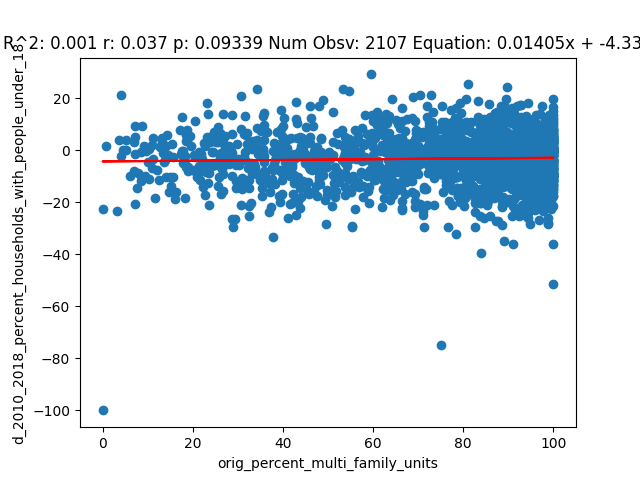 R^2: 0.001 r: 0.037 p: 0.09339 Num Obsv: 2107 Equation: 0.01405x + -4.33
d_2010_2018_percent_households_with_people_under_18
20
0
−20
−40
−60
−80
−100
0 20 40 60 80 100
orig_percent_multi_family_units